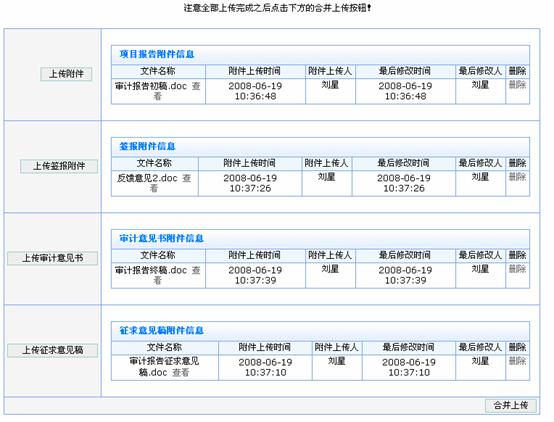 注意全部上传完成之后点击下方的合并上传按钮！
上传附件
项目报告附件信息
文件名称 附件上传时间 附件上传人 最后修改时间 最后修改人 删除
审计报告初稿.doc 查看 2008-06-19 10:36:48 刘星 2008-06-19 10:36:48 刘星 删除
上传签报附件
签报附件信息
文件名称 附件上传时间 附件上传人 最后修改时间 最后修改人 删除
反馈意见2.doc 查看 2008-06-19 10:37:26 刘星 2008-06-19 10:37:26 刘星 删除
上传审计意见书
审计意见书附件信息
文件名称 附件上传时间 附件上传人 最后修改时间 最后修改人 删除
审计报告终稿.doc 查看 2008-06-19 10:37:39 刘星 2008-06-19 10:37:39 刘星 删除
上传征求意见稿
征求意见稿附件信息
文件名称 附件上传时间 附件上传人 最后修改时间 最后修改人 删除
审计报告征求意见稿.doc 查看 2008-06-19 10:37:10 刘星 2008-06-19 10:37:10 刘星 删除
合并上传